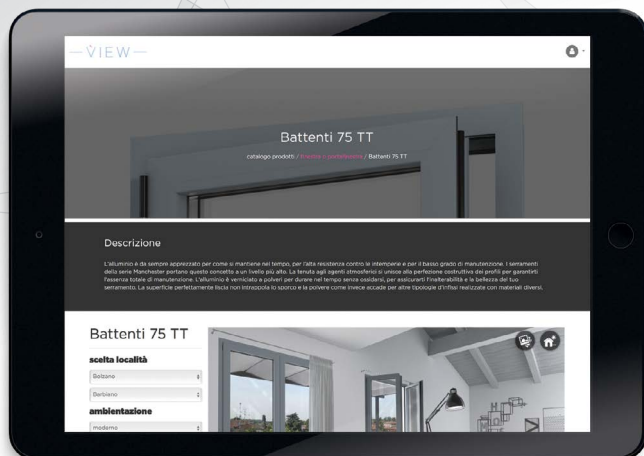 VIEW
Battenti 75 TT
catalogo prodotti / finestre e portefinestre / Battenti 75 TT
Descrizione
L'alluminio è da sempre apprezzato per come si mantiene nel tempo, per l'alta resistenza contro le intemperie e per il basso grado di manutenzione. I serramenti
della serie Manchester portano questo concetto a un livello più alto. La tenuta agli agenti atmosferici si unisce alla perfezione costruttiva dei profili per garantirti
l'assenza totale di manutenzione. L'alluminio è verniciato a polveri per durare nel tempo senza ossidarsi, per assicurarti l'inalterabilità e la bellezza del tuo
serramento. La superficie perfettamente liscia non intrappola lo sporco e la polvere come invece accade per altre tipologie d'infissi realizzate con materiali diversi.
Battenti 75 TT
scelta località
Bolzano
Barbiano
ambientazione
moderno